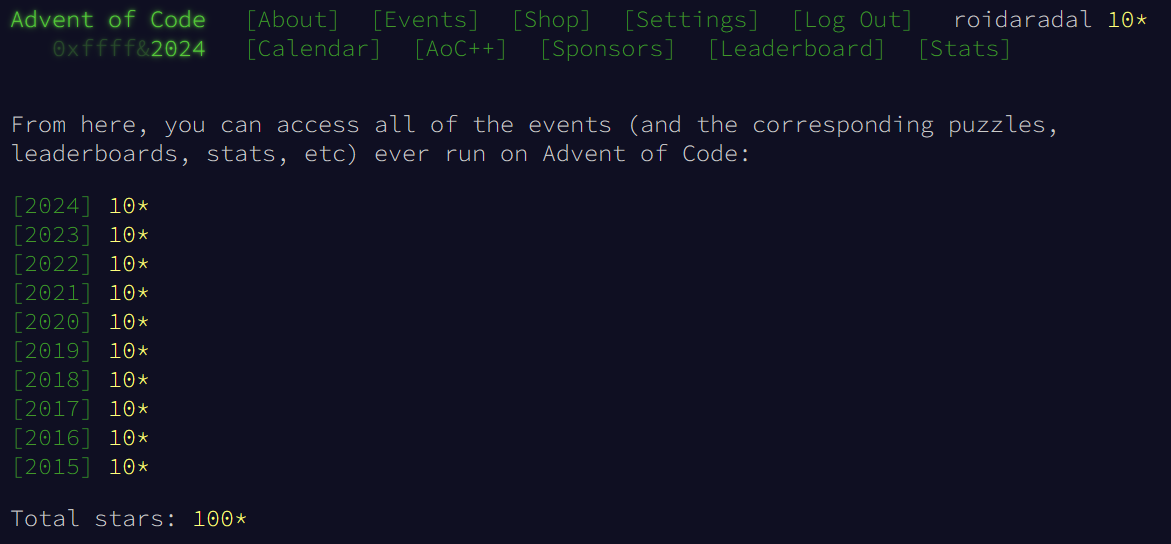 Advent of Code [About] [Events] [Shop] [Settings] [Log Out] roidaradal 10*
0xffff&2024 [Calendar] [AoC++] [Sponsors] [Leaderboard] [Stats]
From here, you can access all of the events (and the corresponding puzzles,
leaderboards, stats, etc) ever run on Advent of Code:
[2024] 10*
[2023] 10*
[2022] 10*
[2021] 10*
[2020] 10*
[2019] 10*
[2018] 10*
[2017] 10*
[2016] 10*
[2015] 10*
Total stars: 100*